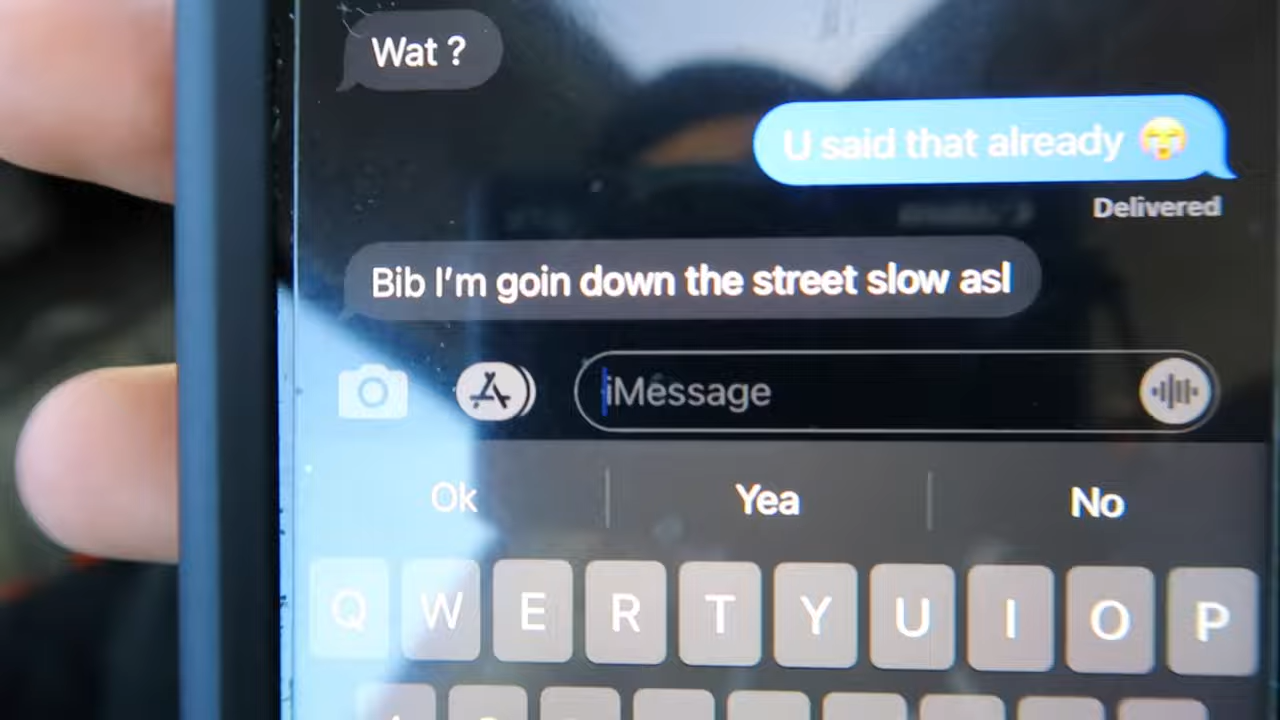 Wat ?
U said that already 😭
Delivered
Bib I'm goin down the street slow asl
iMessage
Ok Yea No
Q W E R T Y U I O P